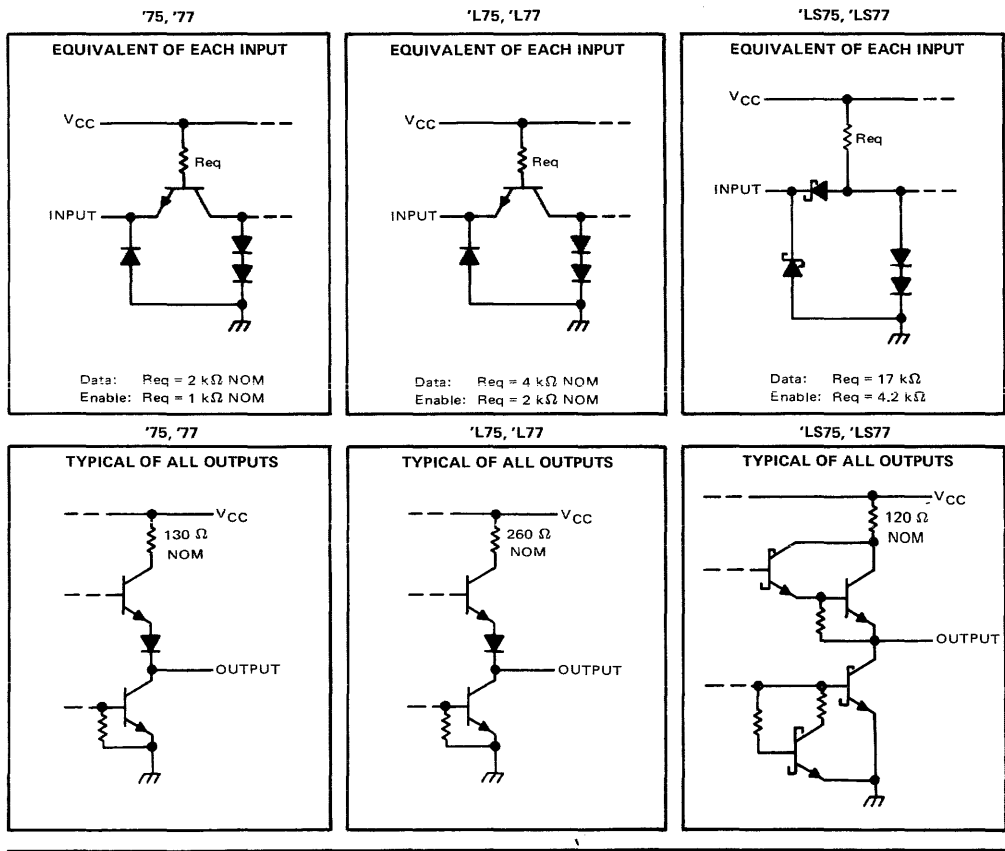 '75, '77
EQUIVALENT OF EACH INPUT
VCC
Req
INPUT
Data: Req = 2 kΩ NOM
Enable: Req = 1 kΩ NOM
'L75, 'L77
EQUIVALENT OF EACH INPUT
VCC
Req
INPUT
Data: Req = 4 kΩ NOM
Enable: Req = 2 kΩ NOM
'LS75, 'LS77
EQUIVALENT OF EACH INPUT
VCC
Req
INPUT
Data: Req = 17 kΩ
Enable: Req = 4.2 kΩ
'75, '77
TYPICAL OF ALL OUTPUTS
VCC
130 Ω
NOM
OUTPUT
'L75, 'L77
TYPICAL OF ALL OUTPUTS
VCC
260 Ω
NOM
OUTPUT
'LS75, 'LS77
TYPICAL OF ALL OUTPUTS
VCC
120 Ω
NOM
OUTPUT